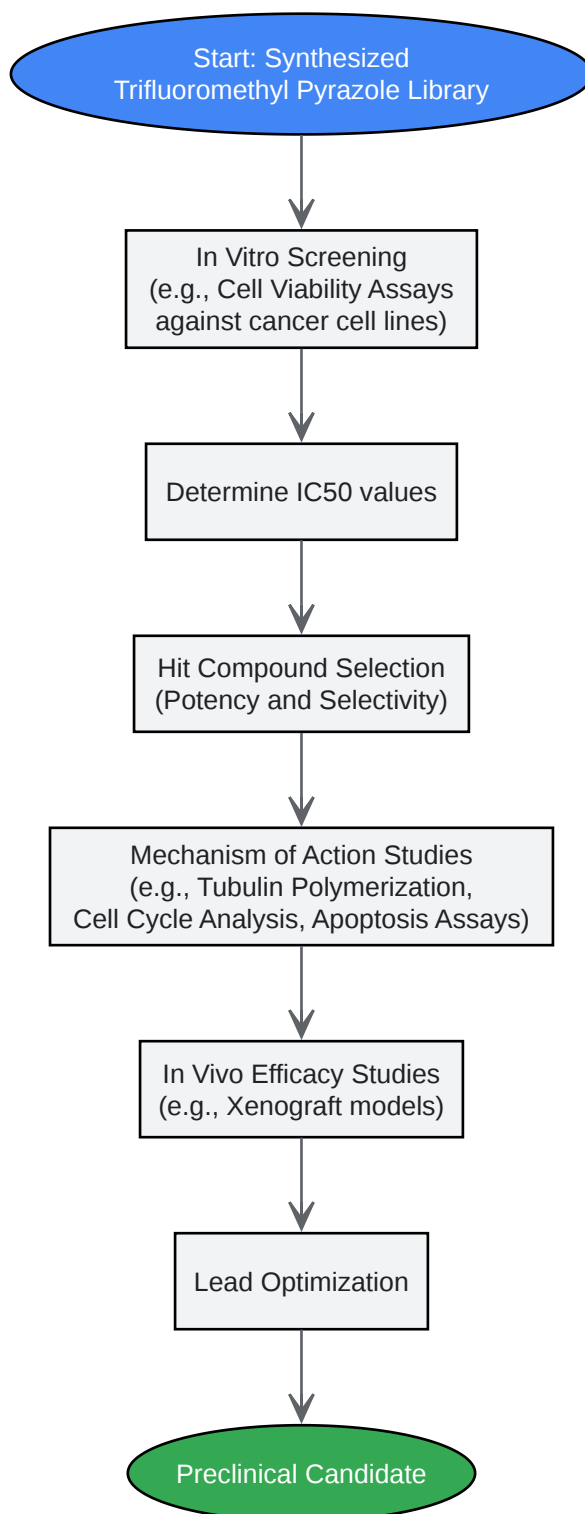 Start: Synthesized
Trifluoromethyl Pyrazole Library
In Vitro Screening
(e.g., Cell Viability Assays
against cancer cell lines)
Determine IC50 values
Hit Compound Selection
(Potency and Selectivity)
Mechanism of Action Studies
(e.g., Tubulin Polymerization,
Cell Cycle Analysis, Apoptosis Assays)
In Vivo Efficacy Studies
(e.g., Xenograft models)
Lead Optimization
Preclinical Candidate